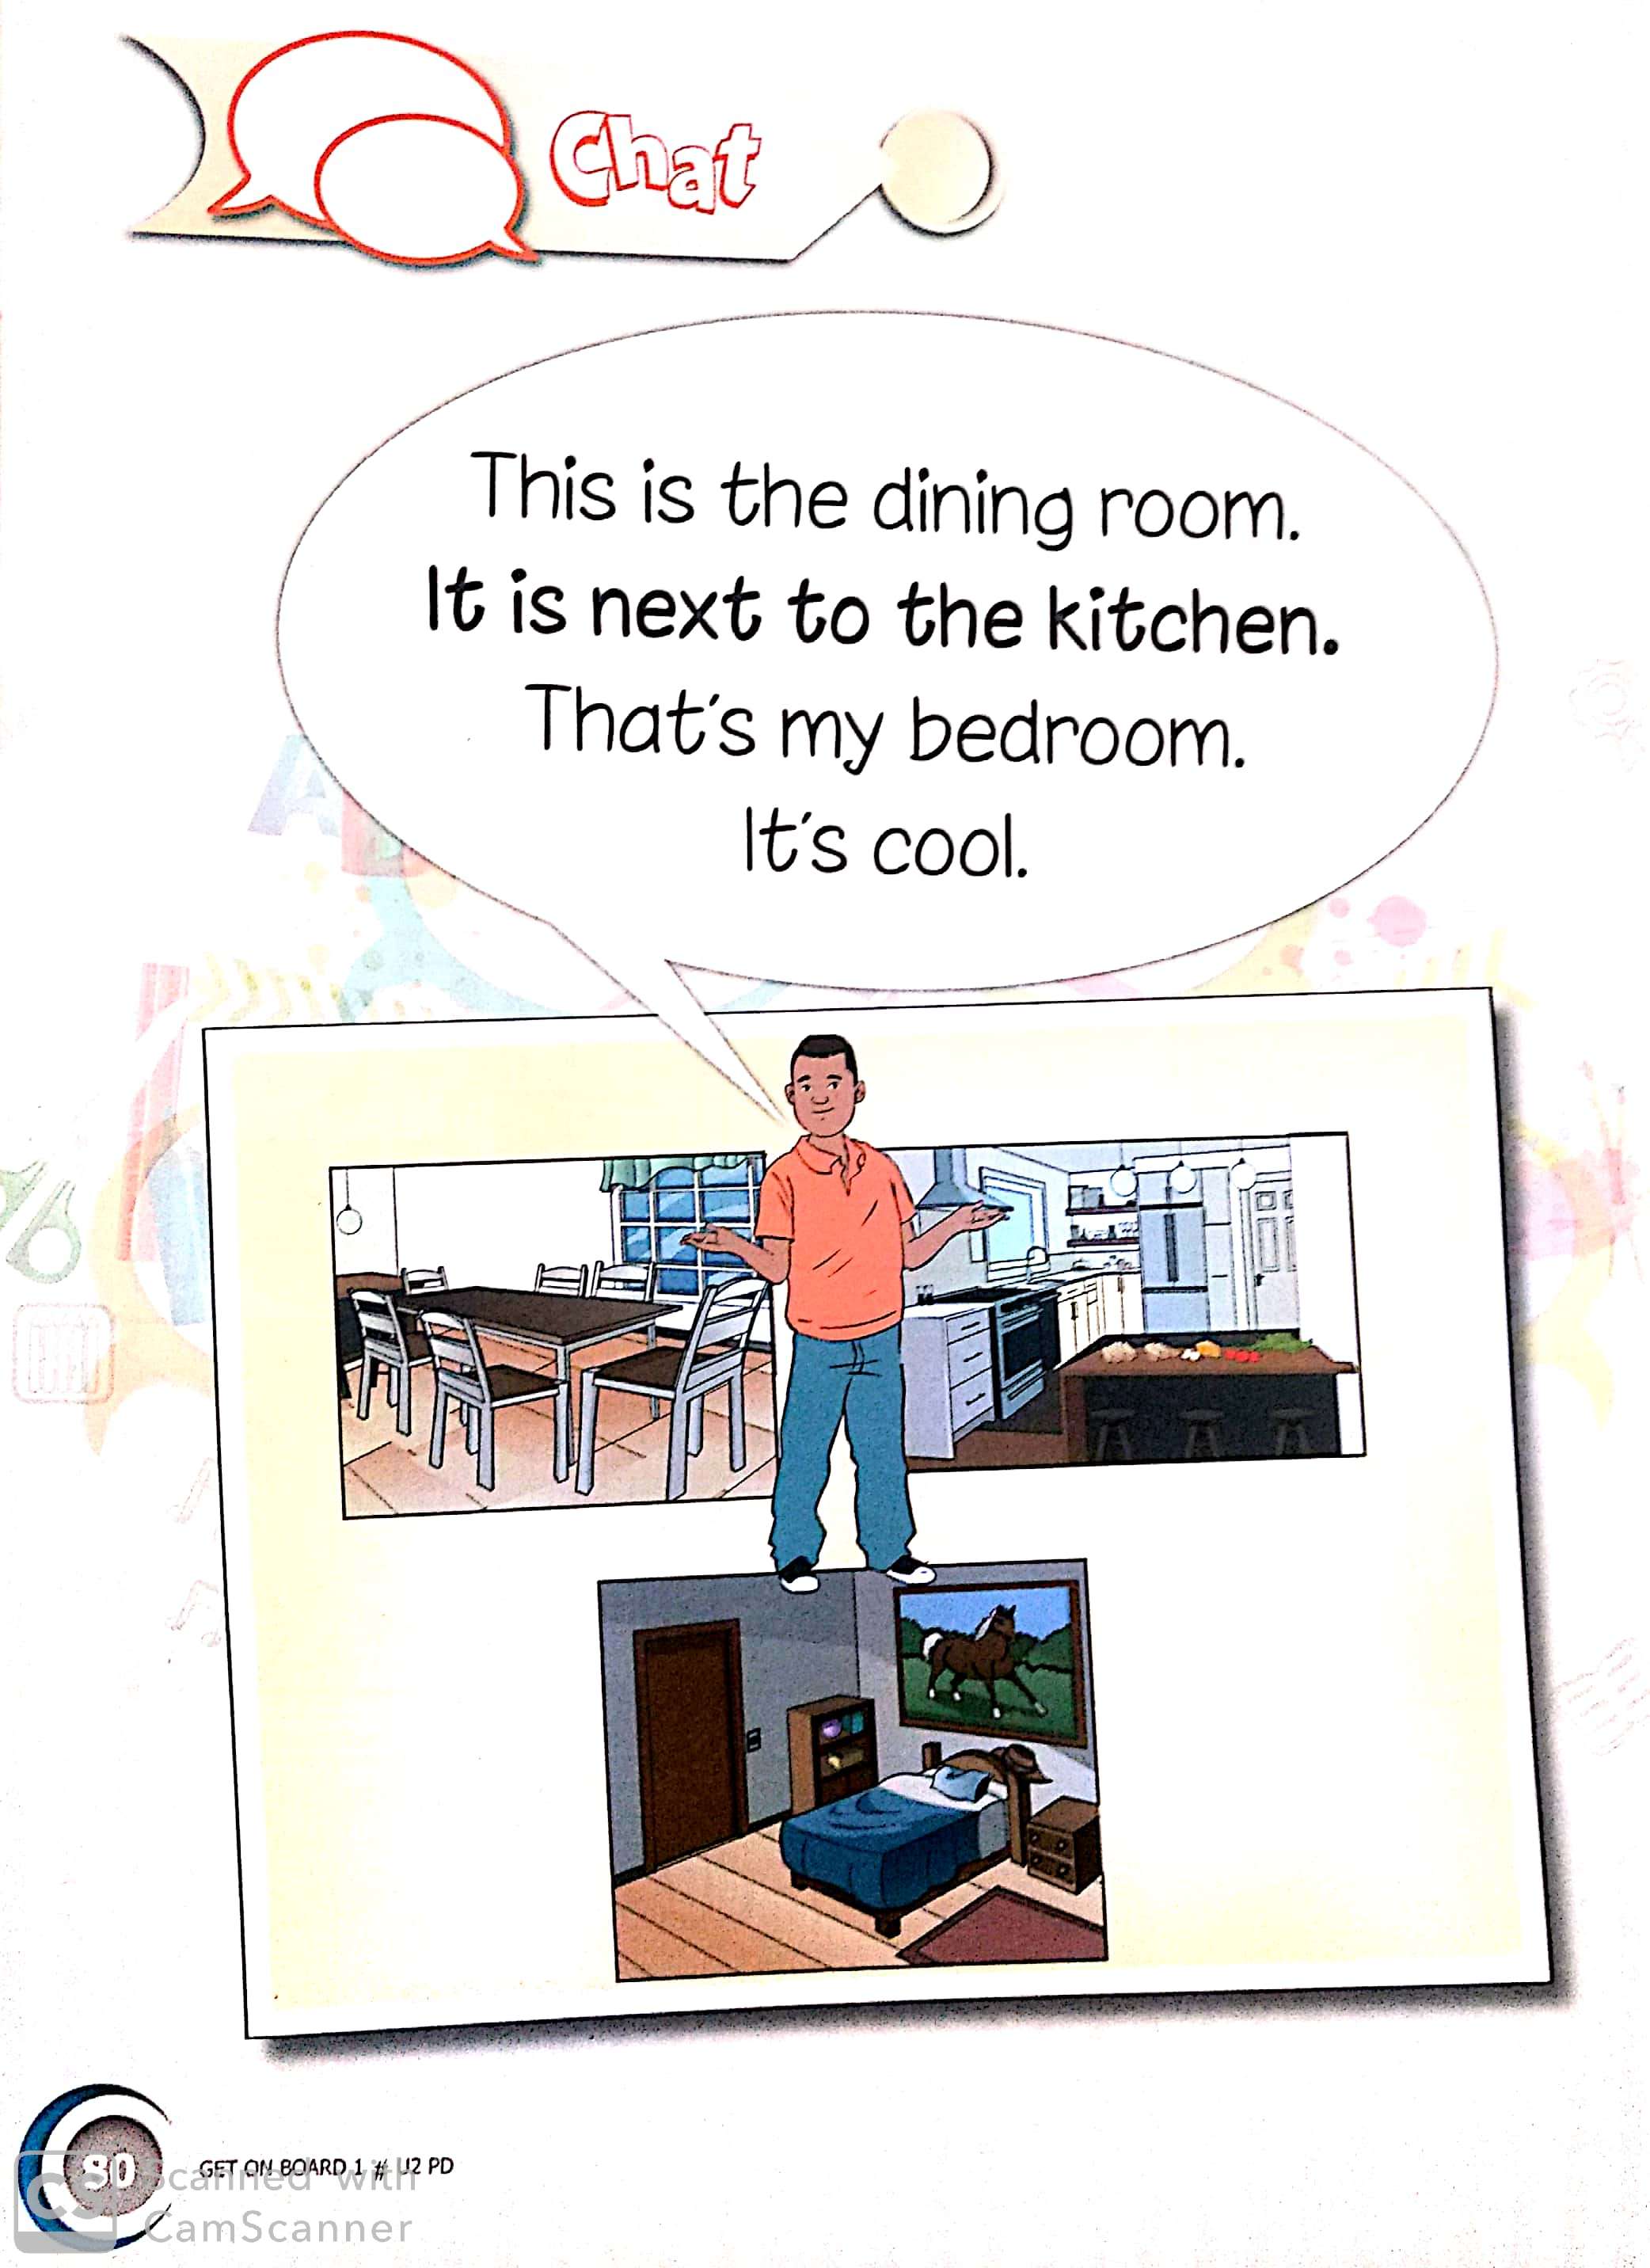 Chat
This is the dining room.
It is next to the kitchen.
That's my bedroom.
It's cool.
80
GET ON BOARD 1 # U2 PD
CS
Scanned with
CamScanner